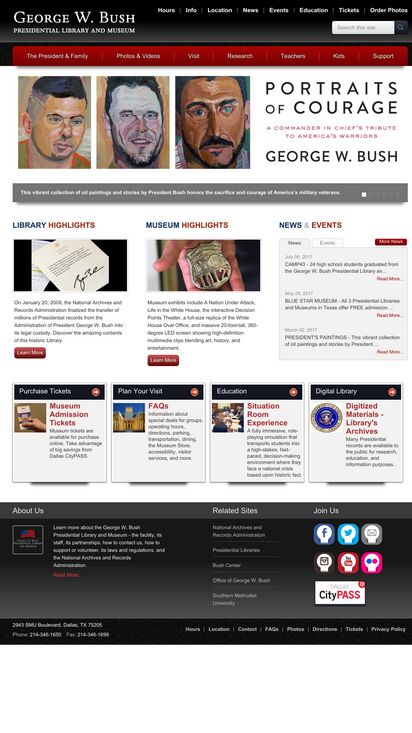 Hours | Info | Location | News | Events | Education | Tickets | Order Photos
GEORGE W. BUSH
PRESIDENTIAL LIBRARY AND MUSEUM
Search this site
The President & Family
Photos & Videos
Visit
Research
Teachers
Kids
Support
PORTRAITS
OF COURAGE
A COMMANDER IN CHIEF'S TRIBUTE
TO AMERICA'S WARRIORS
GEORGE W. BUSH
This vibrant collection of oil paintings and stories by President Bush honors the sacrifice and courage of America's military veterans.
LIBRARY HIGHLIGHTS
On January 20, 2009, the National Archives and
Records Administration finalized the transfer of
millions of Presidential records from the
Administration of President George W. Bush into
legal custody. Discover the amazing contents
of this historic library.
Learn More
MUSEUM HIGHLIGHTS
Museum exhibits include A Nation Under Attack,
Life in the White House, the interactive Decision
Points Theater, a full-size replica of the White
House Oval Office, and massive 20-foot-tall, 360-
degree LED screen showing high-definition
multimedia clips blending art, history, and
entertainment.
Learn More
NEWS & EVENTS
News
Events
More News
July 06, 2017
CAMP43 - 24 high school students graduated from
the George W. Bush Presidential Library an...
Read More...
May 25, 2017
BLUE STAR MUSEUM - All 3 Presidential Libraries
and Museums in Texas offer FREE admission ...
Read More...
March 02, 2017
PRESIDENT'S PAINTINGS - This vibrant collection
of oil paintings and stories by President ...
Read More...
Purchase Tickets
Museum
Admission
Tickets
Museum tickets are
available for purchase
online. Take advantage
of big savings from
Dallas CityPASS.
Plan Your Visit
FAQs
Information about
special deals for groups,
operating hours,
directions, parking,
transportation, dining,
the Museum Store,
accessibility, visitor
services, and more.
Education
Situation
Room
Experience
A fully immersive, role-
playing simulation that
transports students into
a high-stakes, fast-
paced, decision-making
environment where they
face a national crisis
based upon historic fact.
Digital Library
Digitized
Materials -
Library's
Archives
Many Presidential
records are available to
the public for research,
education, and
information purposes.
About Us
Learn more about the George W. Bush
Presidential Library and Museum - the facility, its
staff, its partnerships, how to contact us, how to
support or volunteer, its laws and regulations, and
the National Archives and Records
Administration.
Read More...
Related Sites
National Archives and
Records Administration
Presidential Libraries
Bush Center
Office of George W. Bush
Southern Methodist
University
Join Us
You
Tube
DALLAS
CityPASS
2943 SMU Boulevard, Dallas, TX 75205
Phone: 214-346-1650 Fax: 214-346-1699
Hours | Location | Contact | FAQs | Photos | Directions | Tickets | Privacy Policy